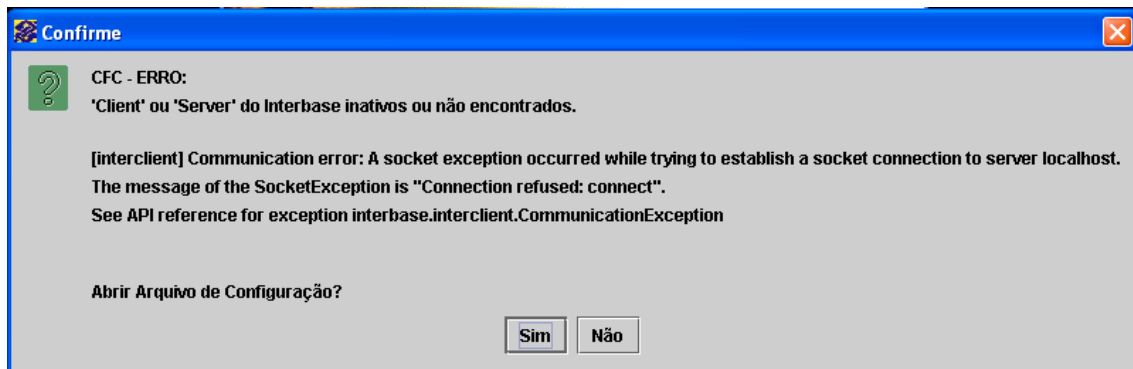 Confirme
CFC - ERRO:
'Client' ou 'Server' do Interbase inativos ou não encontrados.
[interclient] Communication error: A socket exception occurred while trying to establish a socket connection to server localhost.
The message of the SocketException is "Connection refused: connect".
See API reference for exception interbase.interclient.CommunicationException
Abrir Arquivo de Configuração?
Sim
Não